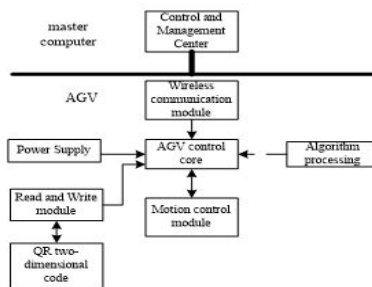 master
computer
Control and
Management
Center
AGV
Wireless
communication
module
Power Supply
AGV control
core
Algorithm
processing
Read and Write
module
Motion control
module
QR two-
dimensional
code